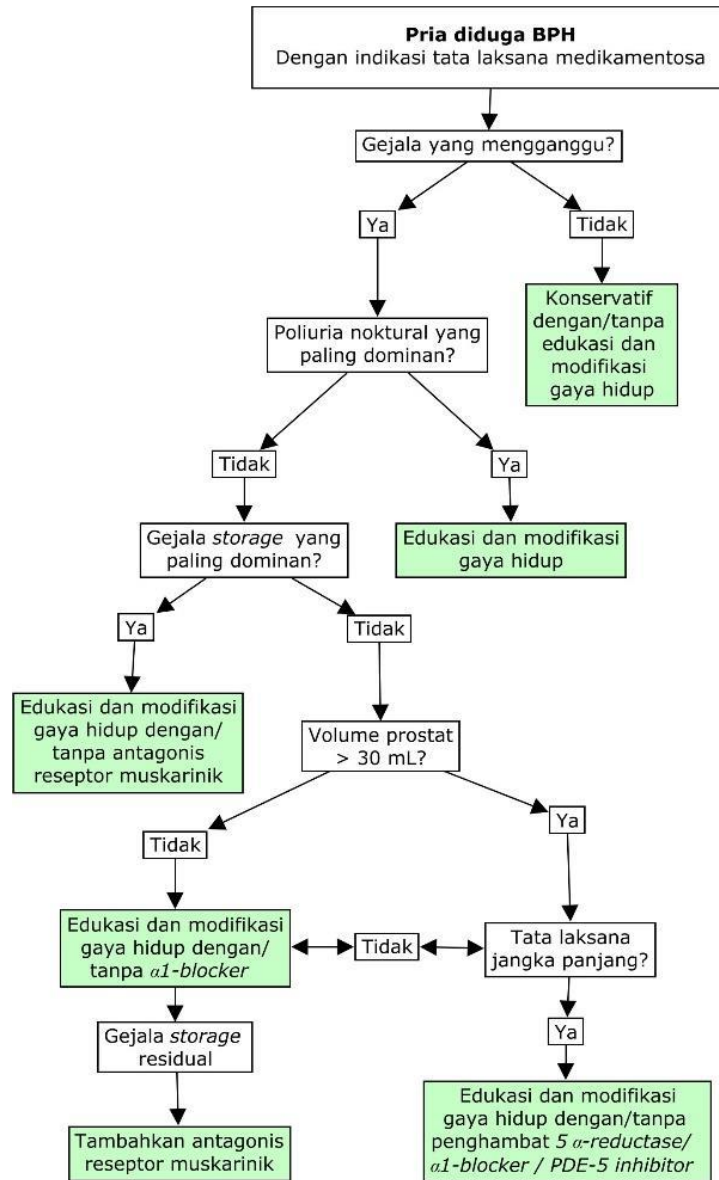 Pria diduga BPH
Dengan indikasi tata laksana medikamentosa
Gejala yang mengganggu?
Ya
Tidak
Poliuria noktural yang
paling dominan?
Konservatif
dengan/tanpa
edukasi dan
modifikasi
gaya hidup
Tidak
Ya
Gejala storage yang
paling dominan?
Edukasi dan modifikasi
gaya hidup
Ya
Tidak
Edukasi dan modifikasi
gaya hidup dengan/
tanpa antagonis
reseptor muskarinik
Volume prostat
> 30 mL?
Tidak
Ya
Edukasi dan modifikasi
gaya hidup dengan/
tanpa α1-blocker
Tidak
Tata laksana
jangka panjang?
Gejala storage
residual
Ya
Tambahkan antagonis
reseptor muskarinik
Edukasi dan modifikasi
gaya hidup dengan/tanpa
penghambat 5 α-reductase/
α1-blocker / PDE-5 inhibitor